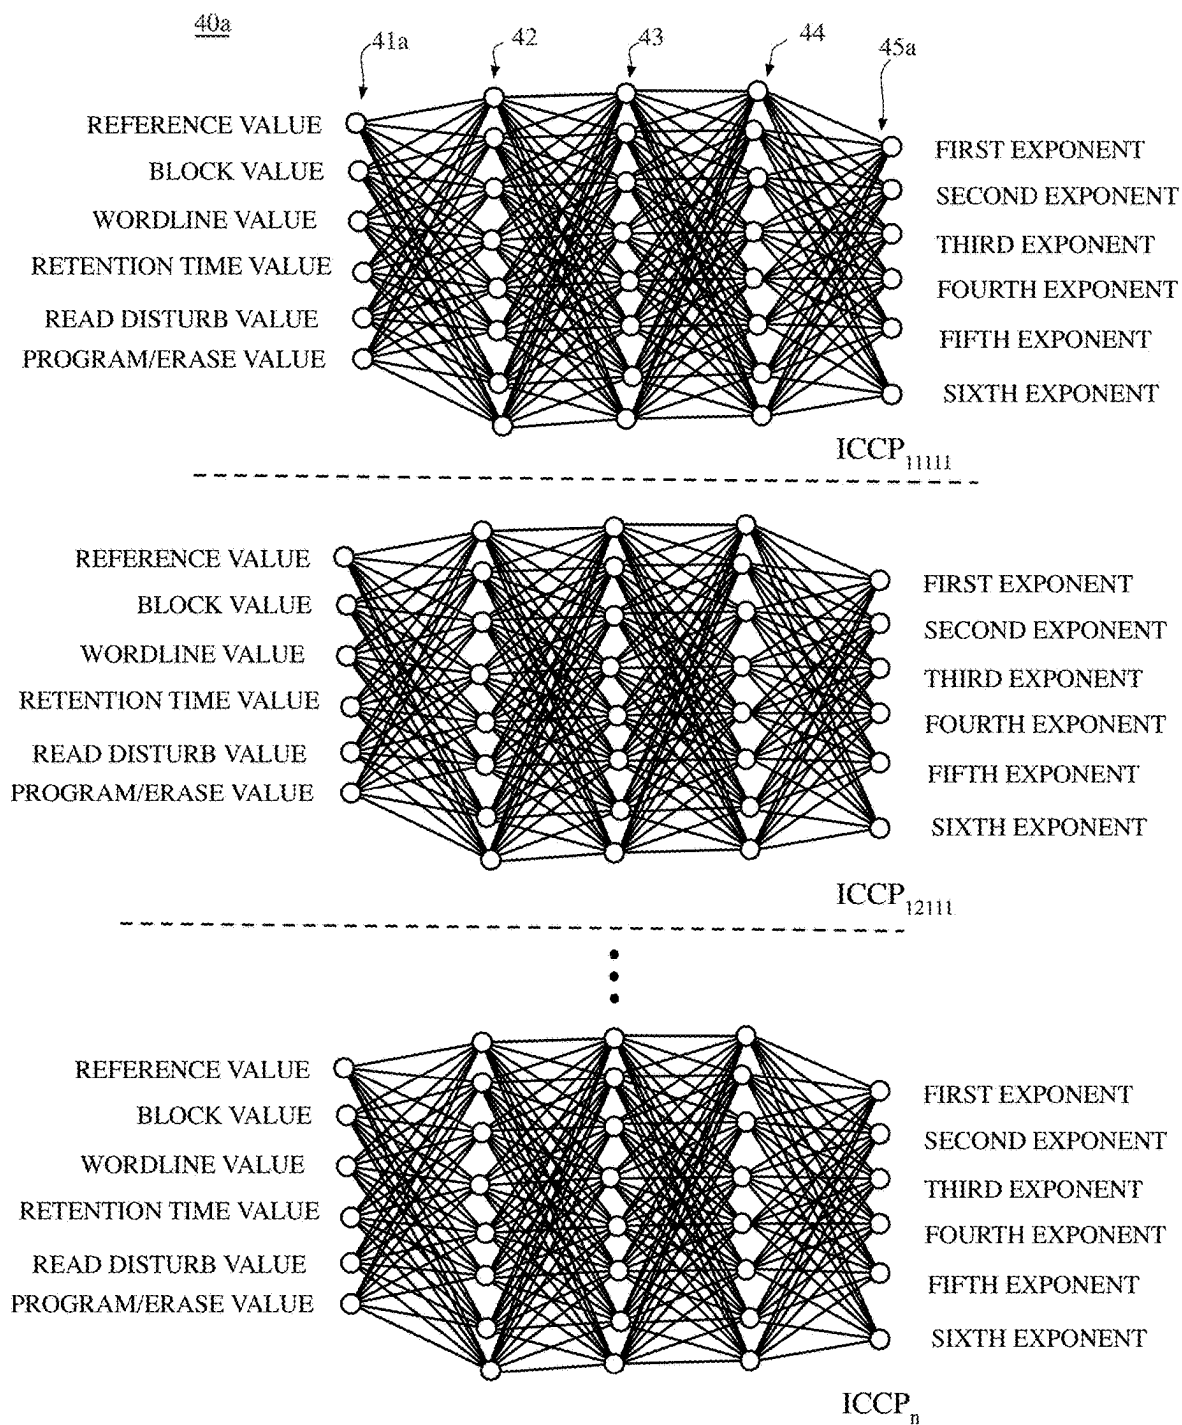 40a
41a 42 43 44 45a
REFERENCE VALUE
BLOCK VALUE
WORDLINE VALUE
RETENTION TIME VALUE
READ DISTURB VALUE
PROGRAM/ERASE VALUE
FIRST EXPONENT
SECOND EXPONENT
THIRD EXPONENT
FOURTH EXPONENT
FIFTH EXPONENT
SIXTH EXPONENT
ICCP11111
REFERENCE VALUE
BLOCK VALUE
WORDLINE VALUE
RETENTION TIME VALUE
READ DISTURB VALUE
PROGRAM/ERASE VALUE
FIRST EXPONENT
SECOND EXPONENT
THIRD EXPONENT
FOURTH EXPONENT
FIFTH EXPONENT
SIXTH EXPONENT
ICCP12111
REFERENCE VALUE
BLOCK VALUE
WORDLINE VALUE
RETENTION TIME VALUE
READ DISTURB VALUE
PROGRAM/ERASE VALUE
FIRST EXPONENT
SECOND EXPONENT
THIRD EXPONENT
FOURTH EXPONENT
FIFTH EXPONENT
SIXTH EXPONENT
ICCPn